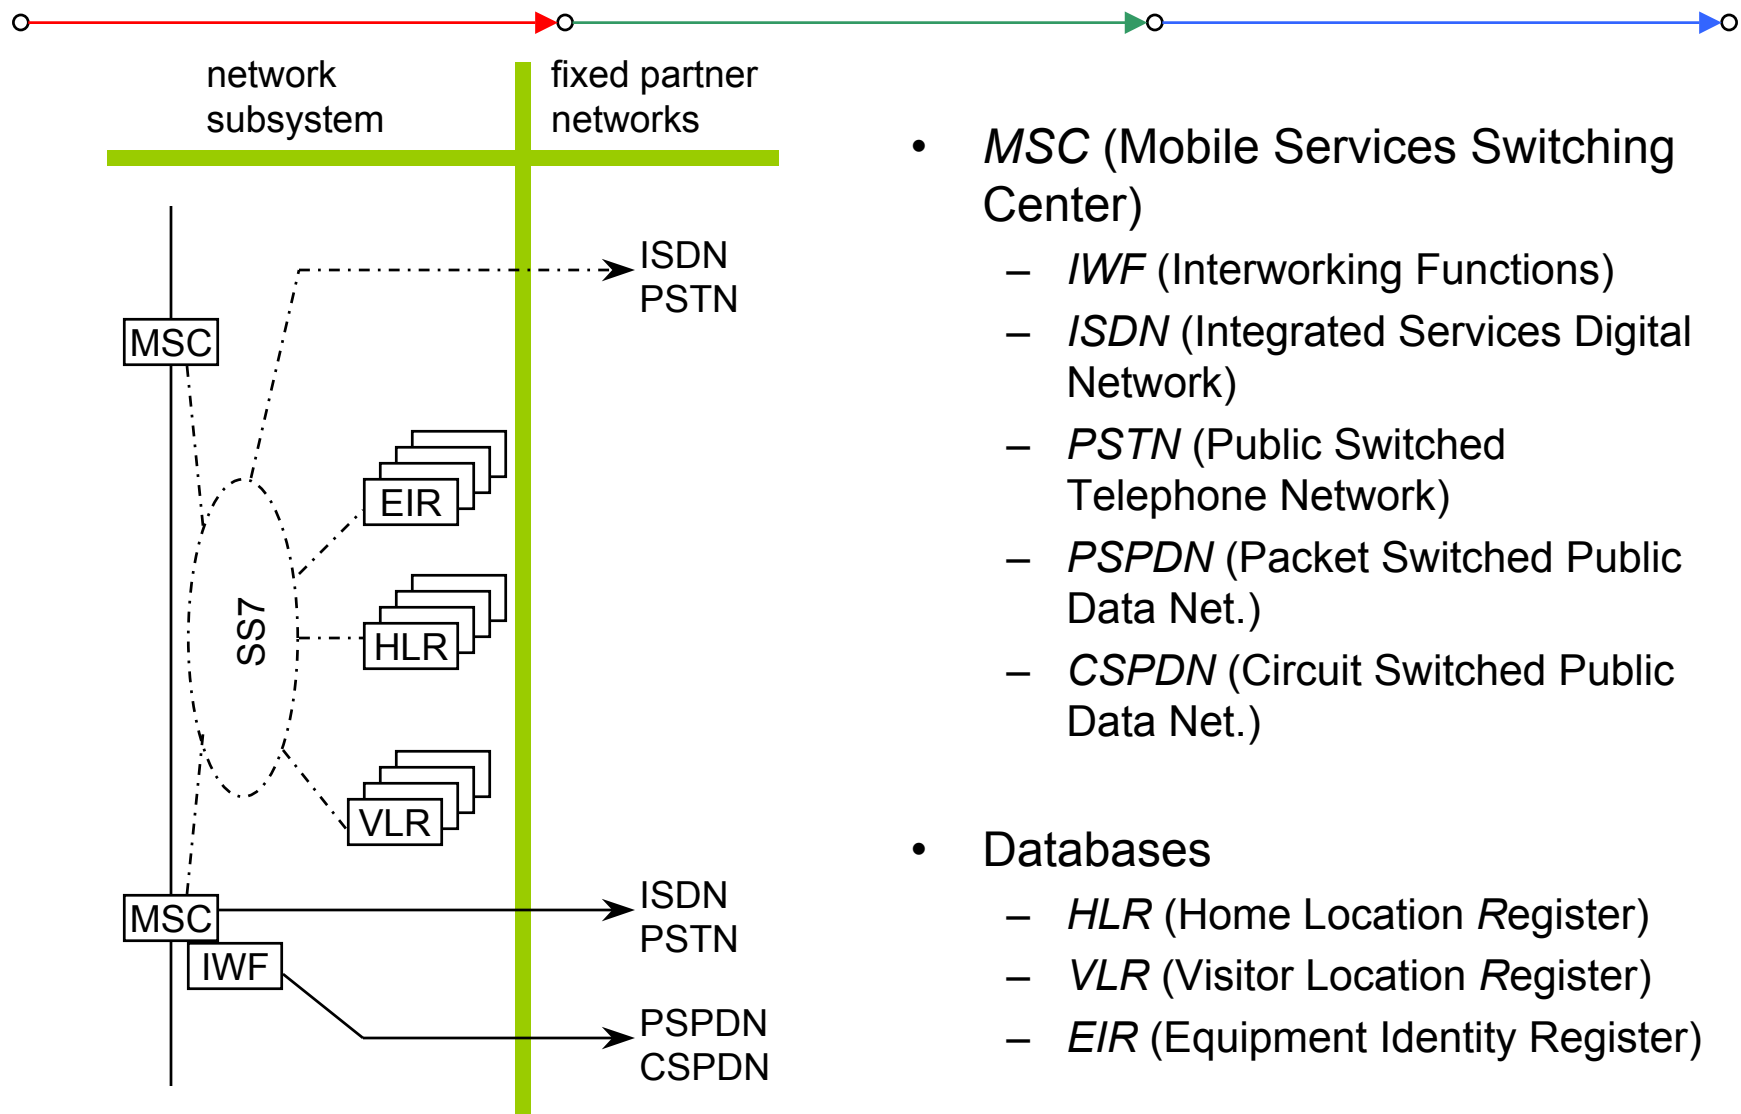 network
subsystem
fixed partner
networks
ISDN
PSTN
MSC
EIR
SS7
HLR
VLR
MSC
ISDN
PSTN
IWF
PSPDN
CSPDN
• MSC (Mobile Services Switching
Center)
– IWF (Interworking Functions)
– ISDN (Integrated Services Digital
Network)
– PSTN (Public Switched
Telephone Network)
– PSPDN (Packet Switched Public
Data Net.)
– CSPDN (Circuit Switched Public
Data Net.)
• Databases
– HLR (Home Location Register)
– VLR (Visitor Location Register)
– EIR (Equipment Identity Register)